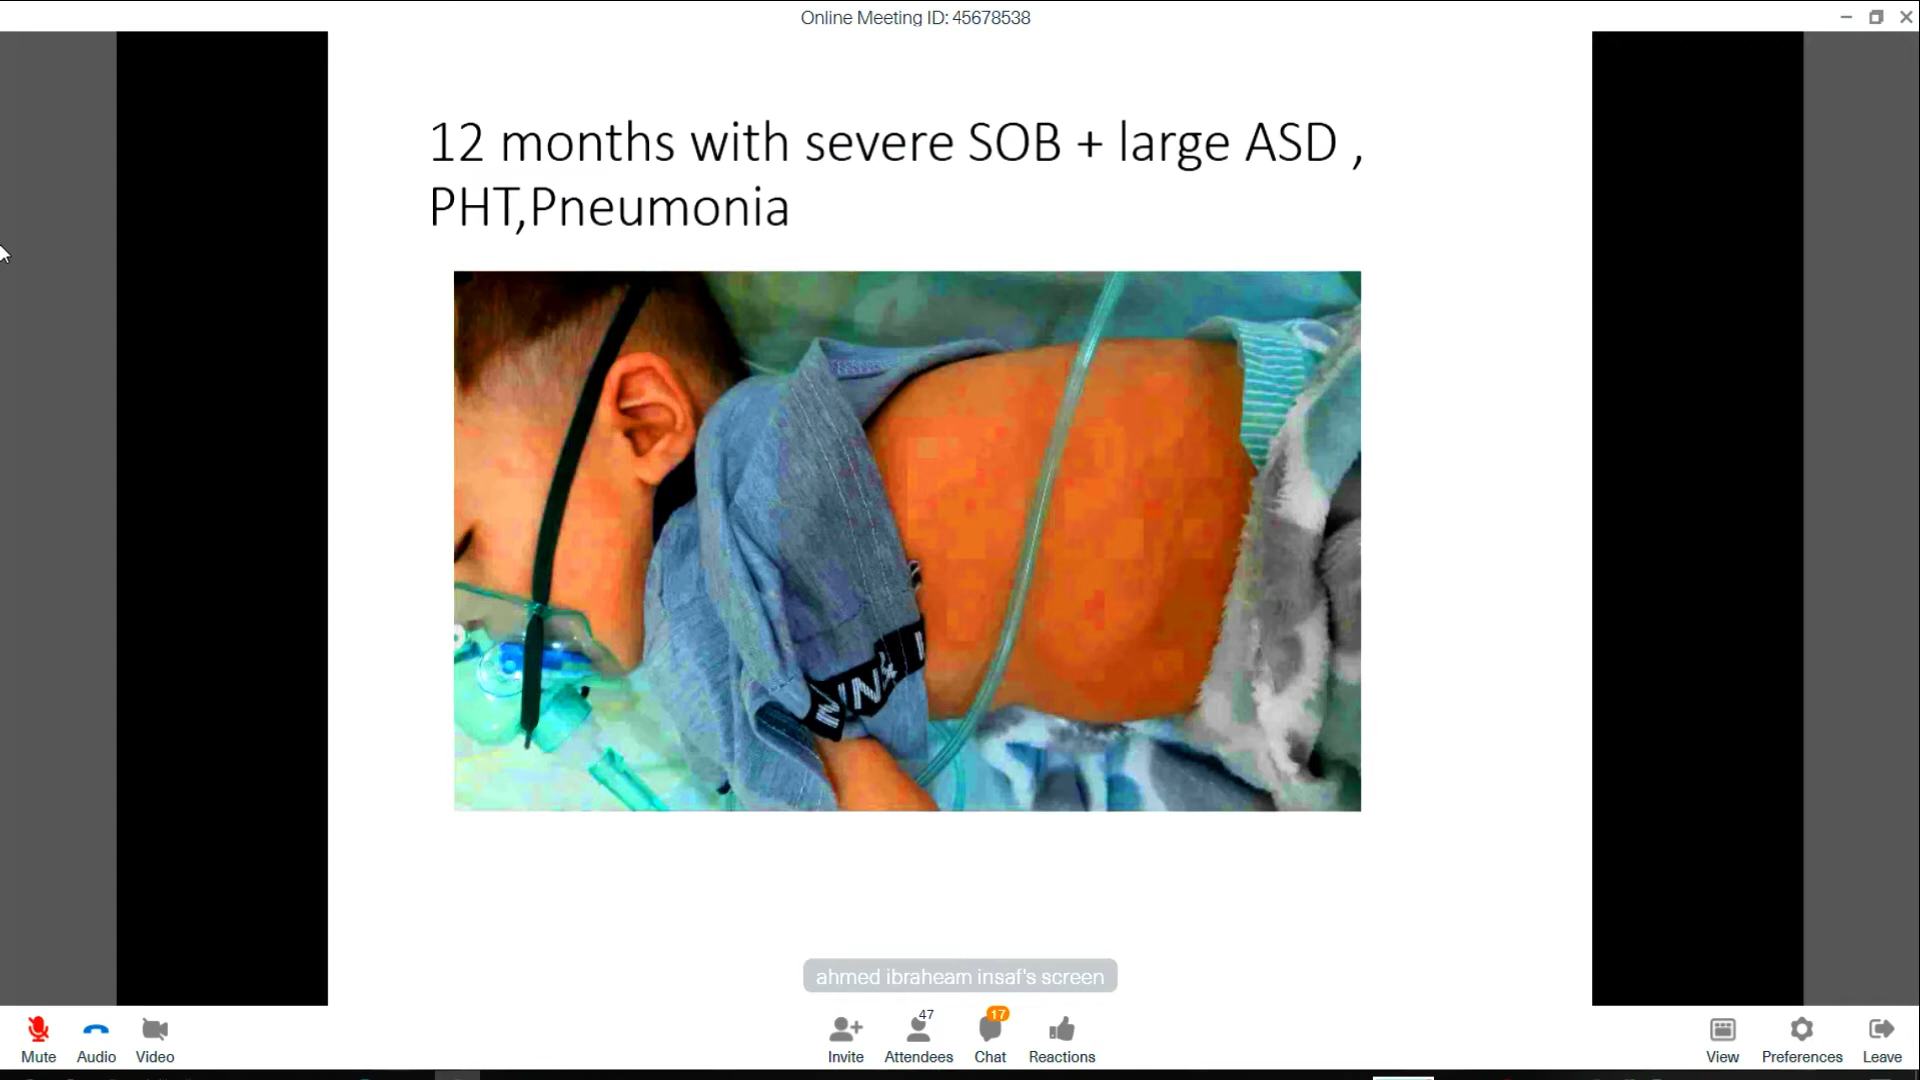 Online Meeting ID: 45678538
12 months with severe SOB + large ASD ,
PHT,Pneumonia
ahmed ibraheam insaf's screen
47
17
Mute
Audio
Video
Invite
Attendees
Chat
Reactions
View
Preferences
Leave